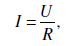 I = U/R,